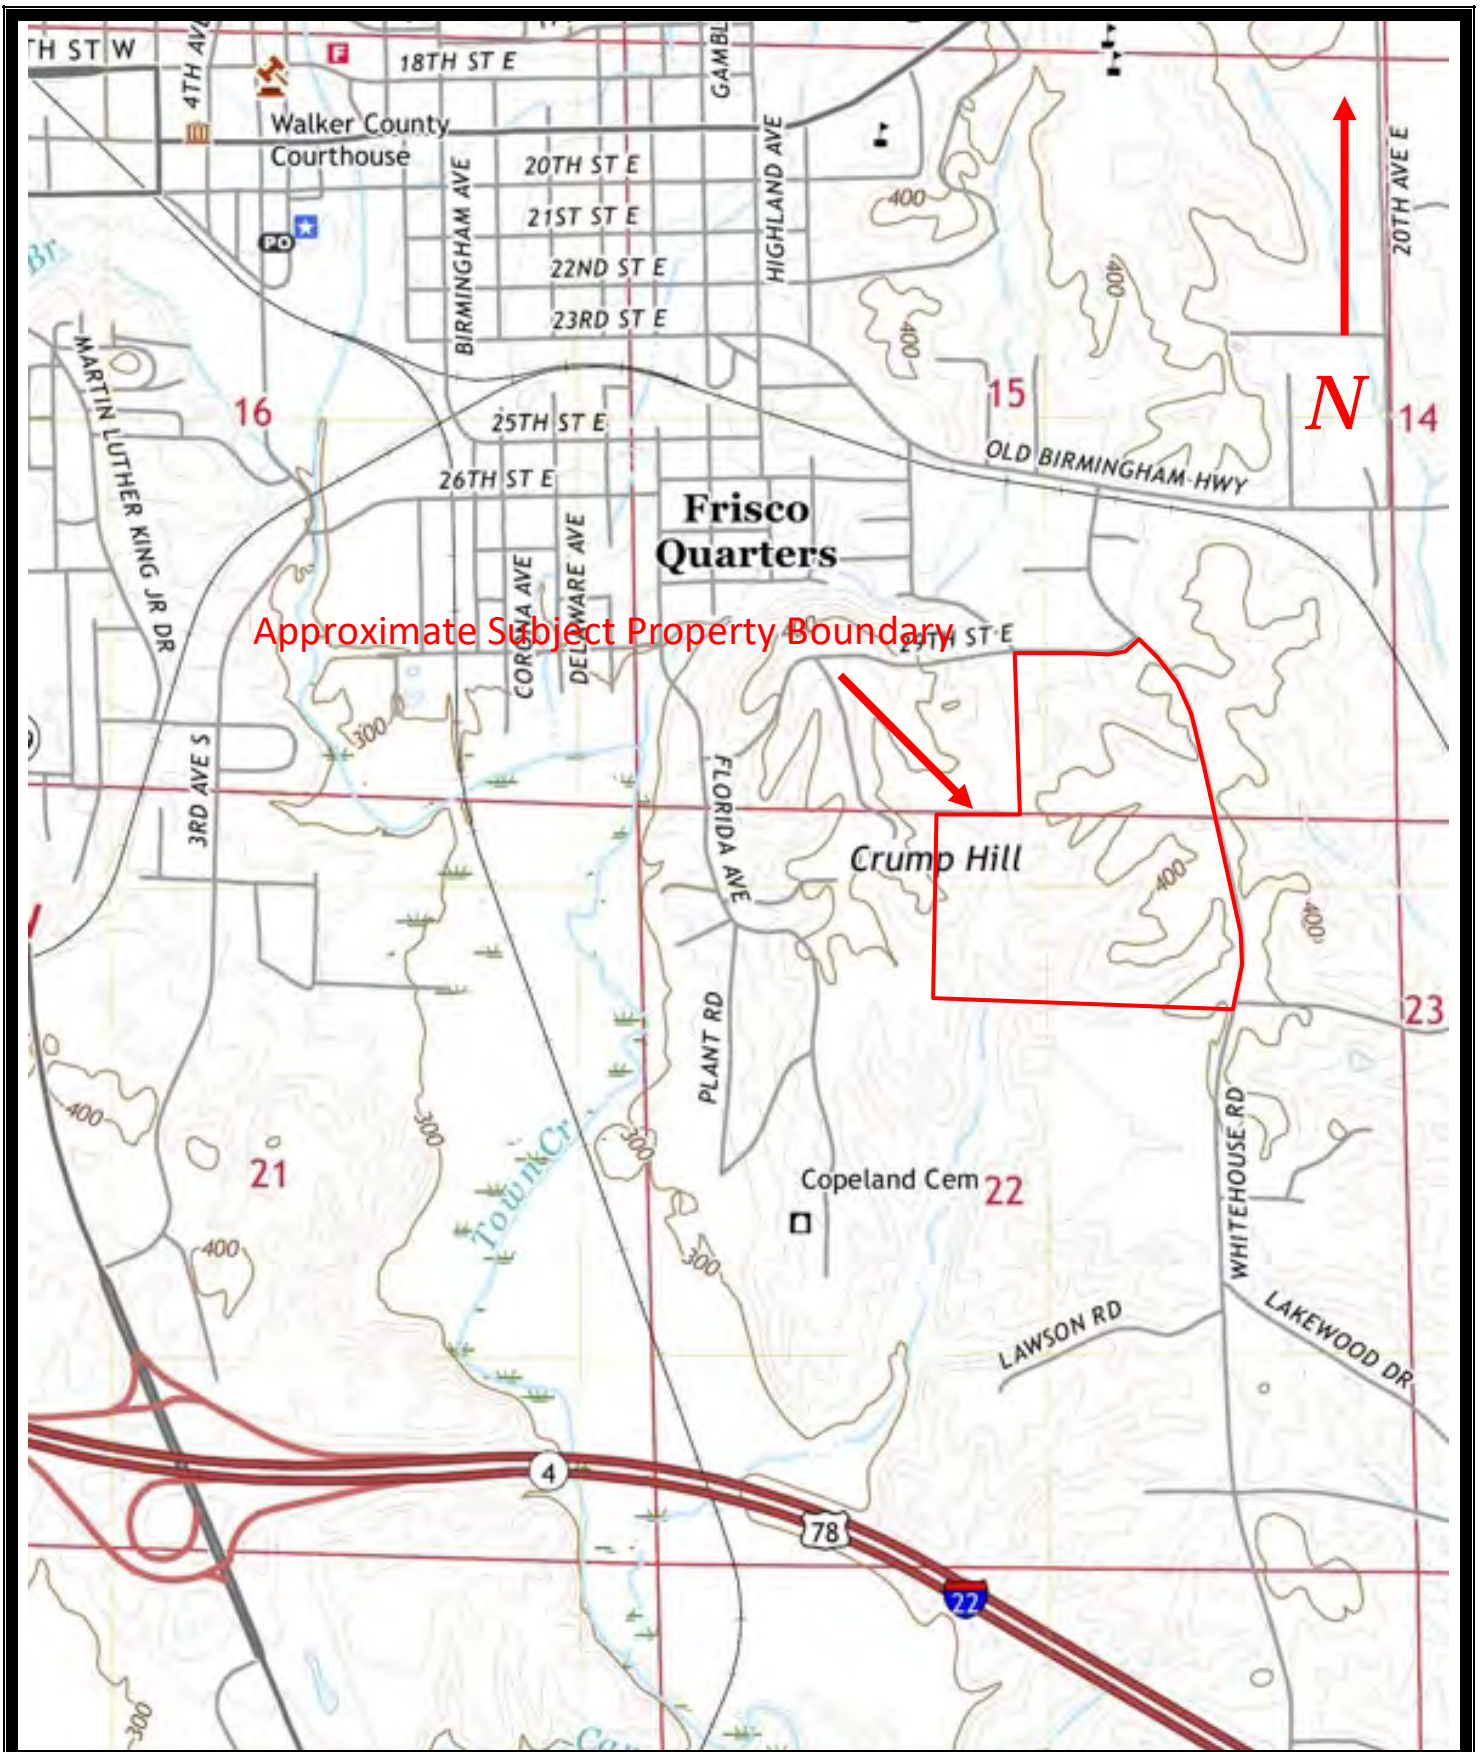 TH ST W
4TH AVE
F
18TH ST E
GAMBL
Walker County
Courthouse
BIRMINGHAM AVE
20TH ST E
21ST ST E
22ND ST E
23RD ST E
HIGHLAND AVE
400
400
400
20TH AVE E
N
PO
Br.
MARTIN LUTHER KING JR DR
16
15
14
25TH ST E
26TH ST E
OLD BIRMINGHAM HWY
Frisco
Quarters
CORONA AVE
DELAWARE AVE
Approximate Subject Property Boundary
400
29TH ST E
300
3RD AVE S
FLORIDA AVE
Crump Hill
400
400
PLANT RD
23
400
300
300
21
Town Cr
Copeland Cem
22
WHITEHOUSE RD
400
300
LAWSON RD
LAKEWOOD DR
4
78
22
300